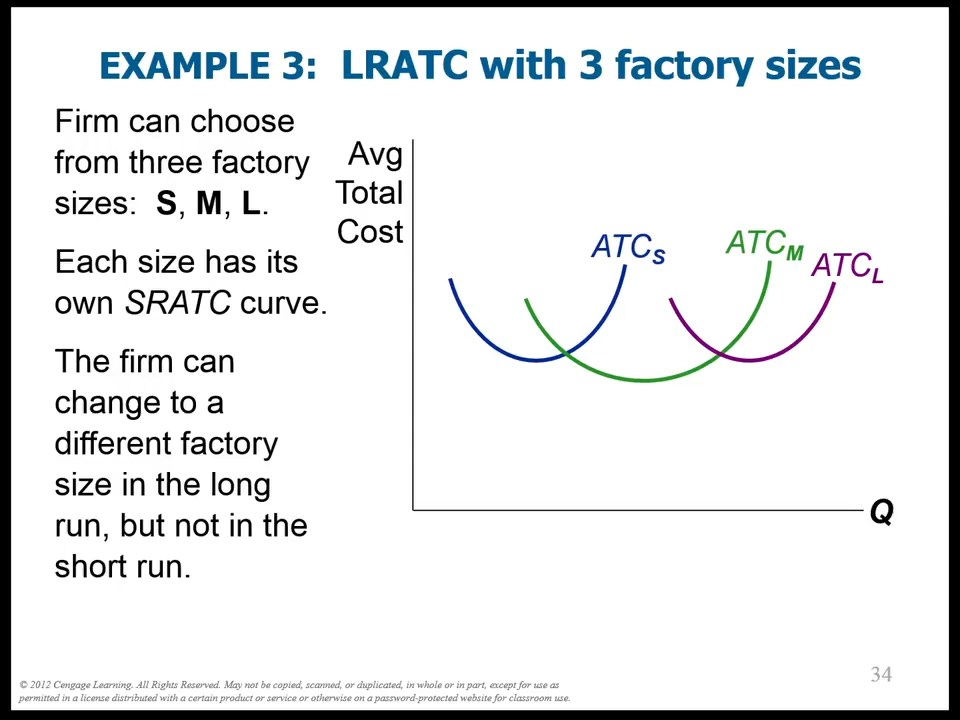 EXAMPLE 3: LRATC with 3 factory sizes
Firm can choose
from three factory
sizes: S, M, L.
Each size has its
own SRATC curve.
The firm can
change to a
different factory
size in the long
run, but not in the
short run.
Avg
Total
Cost
ATCS
ATCM
ATCL
Q
34
© 2012 Cengage Learning. All Rights Reserved. May not be copied, scanned, or duplicated, in whole or in part, except for use as
permitted in a license distributed with a certain product or service or otherwise on a password-protected website for classroom use.